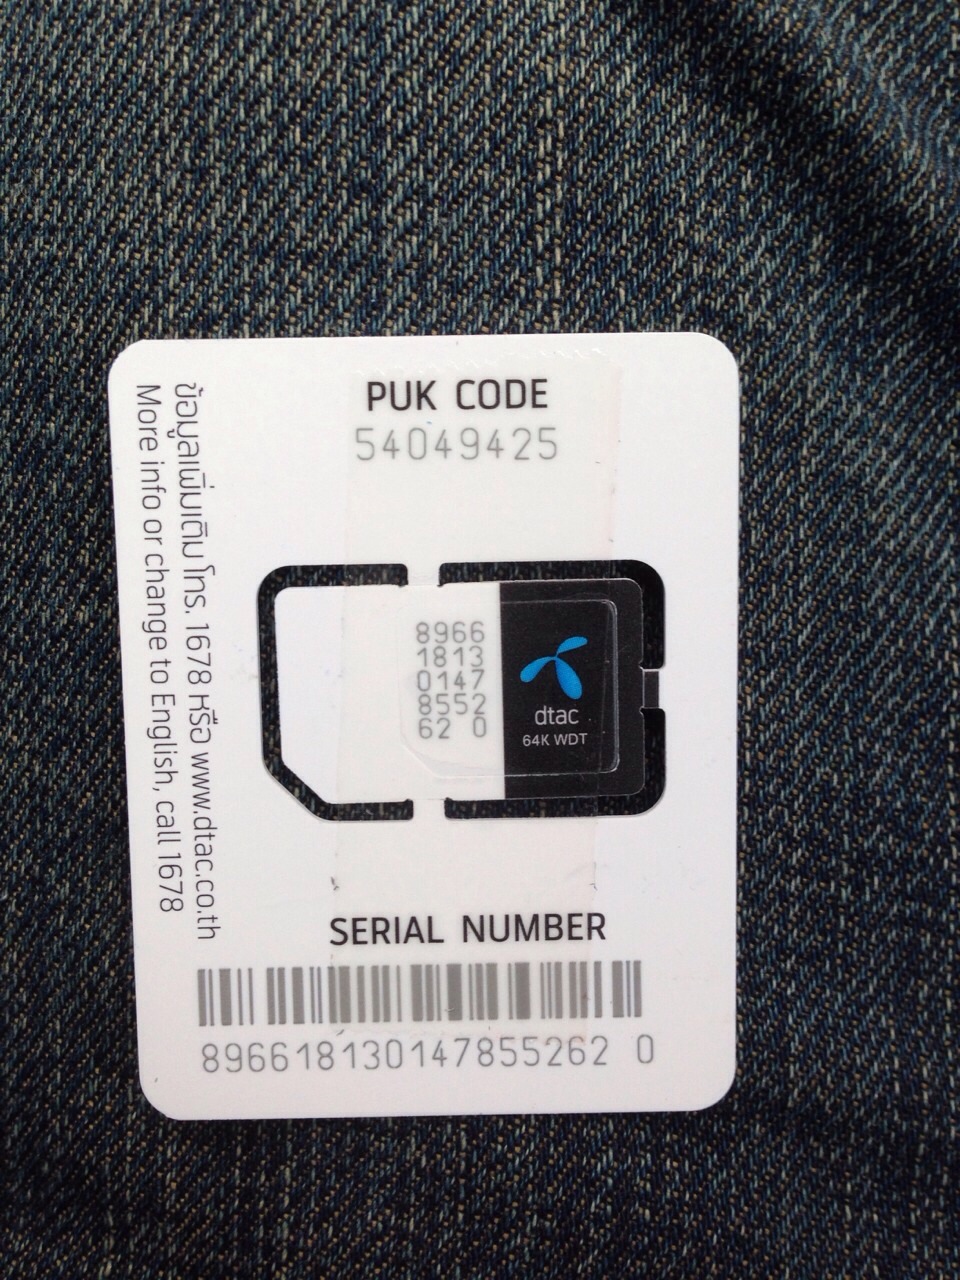 PUK CODE
54049425
ข้อมูลเพิ่มเติม โทร. 1678 หรือ www.dtac.co.th
More info or change to English, call 1678
8966
1813
0147
8552
62 0
dtac
64K WDT
SERIAL NUMBER
896618130147855262 0